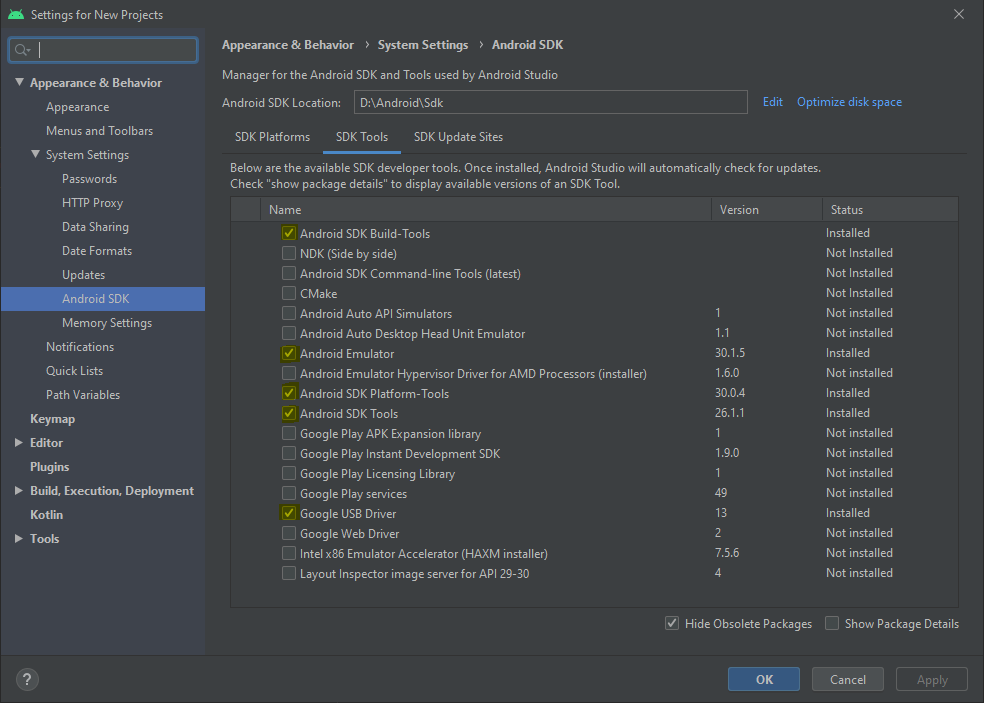 Settings for New Projects
Appearance & Behavior
Appearance
Menus and Toolbars
System Settings
Passwords
HTTP Proxy
Data Sharing
Date Formats
Updates
Android SDK
Memory Settings
Notifications
Quick Lists
Path Variables
Keymap
Editor
Plugins
Build, Execution, Deployment
Kotlin
Tools
Appearance & Behavior › System Settings › Android SDK
Manager for the Android SDK and Tools used by Android Studio
Android SDK Location: D:\Android\Sdk Edit Optimize disk space
SDK Platforms SDK Tools SDK Update Sites
Below are the available SDK developer tools. Once installed, Android Studio will automatically check for updates.
Check "show package details" to display available versions of an SDK Tool.
Name Version Status
Android SDK Build-Tools Installed
NDK (Side by side) Not Installed
Android SDK Command-line Tools (latest) Not Installed
CMake Not Installed
Android Auto API Simulators 1 Not installed
Android Auto Desktop Head Unit Emulator 1.1 Not installed
Android Emulator 30.1.5 Installed
Android Emulator Hypervisor Driver for AMD Processors (installer) 1.6.0 Not installed
Android SDK Platform-Tools 30.0.4 Installed
Android SDK Tools 26.1.1 Installed
Google Play APK Expansion library 1 Not installed
Google Play Instant Development SDK 1.9.0 Not installed
Google Play Licensing Library 1 Not installed
Google Play services 49 Not installed
Google USB Driver 13 Installed
Google Web Driver 2 Not installed
Intel x86 Emulator Accelerator (HAXM installer) 7.5.6 Not installed
Layout Inspector image server for API 29-30 4 Not installed
Hide Obsolete Packages Show Package Details
? OK Cancel Apply